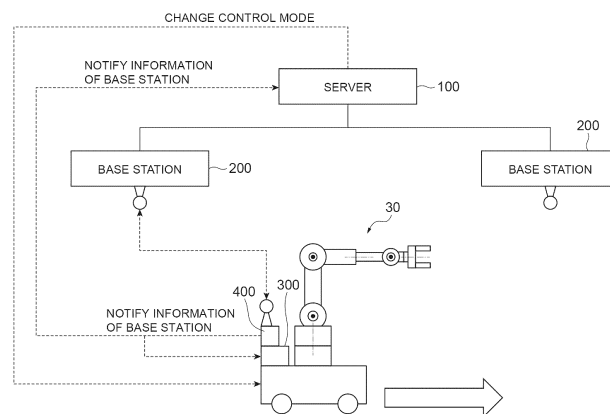 CHANGE CONTROL MODE
NOTIFY INFORMATION
OF BASE STATION
SERVER
100
BASE STATION
200
BASE STATION
200
30
400
300
NOTIFY INFORMATION
OF BASE STATION